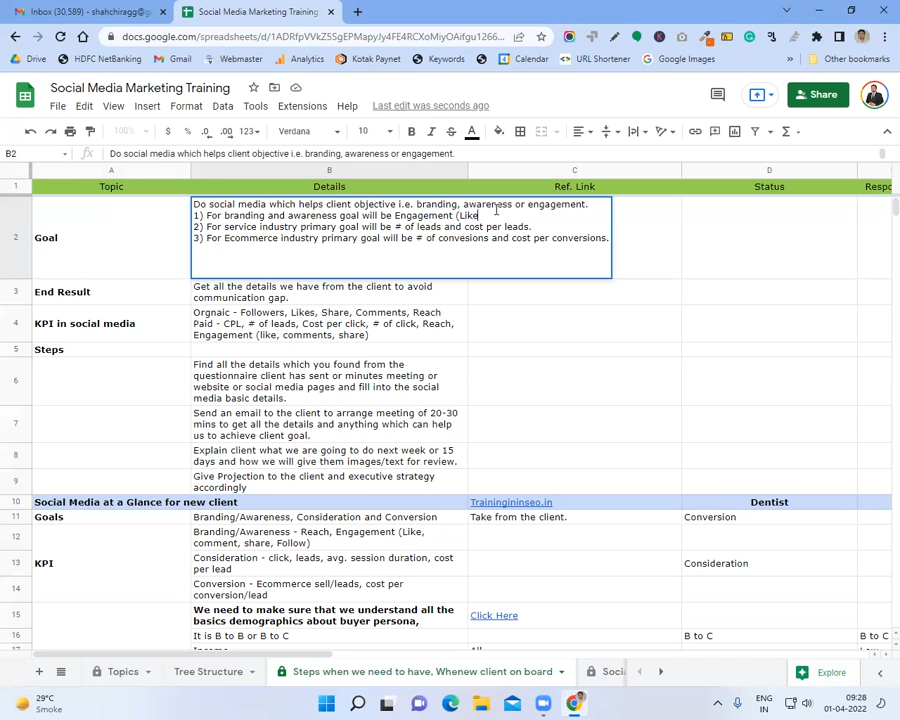 Inbox (30,589) - shahchiragg@g
Social Media Marketing Training
docs.google.com/spreadsheets/d/1ADRfpVVkZ5SgEPMapyJy4FE4RCXoMiyOAifgu1266...
Drive
HDFC NetBanking
Gmail
Webmaster
Analytics
Kotak Paynet
Keywords
Calendar
URL Shortener
Google Images
Other bookmarks
Social Media Marketing Training
File Edit View Insert Format Data Tools Extensions Help Last edit was seconds ago
Share
100% $ % .0 .00 123 Verdana 10 B I S A
B2 fx Do social media which helps client objective i.e. branding, awareness or engagement.
A B C D
1 Topic Details Ref. Link Status Respo
2 Goal
Do social media which helps client objective i.e. branding, awareness or engagement.
1) For branding and awareness goal will be Engagement (Like
2) For service industry primary goal will be # of leads and cost per leads.
3) For Ecommerce industry primary goal will be # of convesions and cost per conversions.
3 End Result
Get all the details we have from the client to avoid
communication gap.
4 KPI in social media
Orgnaic - Followers, Likes, Share, Comments, Reach
Paid - CPL, # of leads, Cost per click, # of click, Reach,
Engagement (like, comments, share)
5 Steps
6
Find all the details which you found from the
questionnaire client has sent or minutes meeting or
website or social media pages and fill into the social
media basic details.
7
Send an email to the client to arrange meeting of 20-30
mins to get all the details and anything which can help
us to achieve client goal.
8
Explain client what we are going to do next week or 15
days and how we will give them images/text for review.
9
Give Projection to the client and executive strategy
accordingly
10 Social Media at a Glance for new client Trainingininseo.in Dentist
11 Goals Branding/Awareness, Consideration and Conversion Take from the client. Conversion
12
Branding/Awareness - Reach, Engagement (Like,
comment, share, Follow)
13 KPI
Consideration - click, leads, avg. session duration, cost
per lead
Consideration
14
Conversion - Ecommerce sell/leads, cost per
conversion/lead
15
We need to make sure that we understand all the
basics demographics about buyer persona,
Click Here
16 It is B to B or B to C B to C B to C
Topics Tree Structure Steps when we need to have, Whenew client on board Soci
Explore
29°C
Smoke
ENG
IN
09:28
01-04-2022